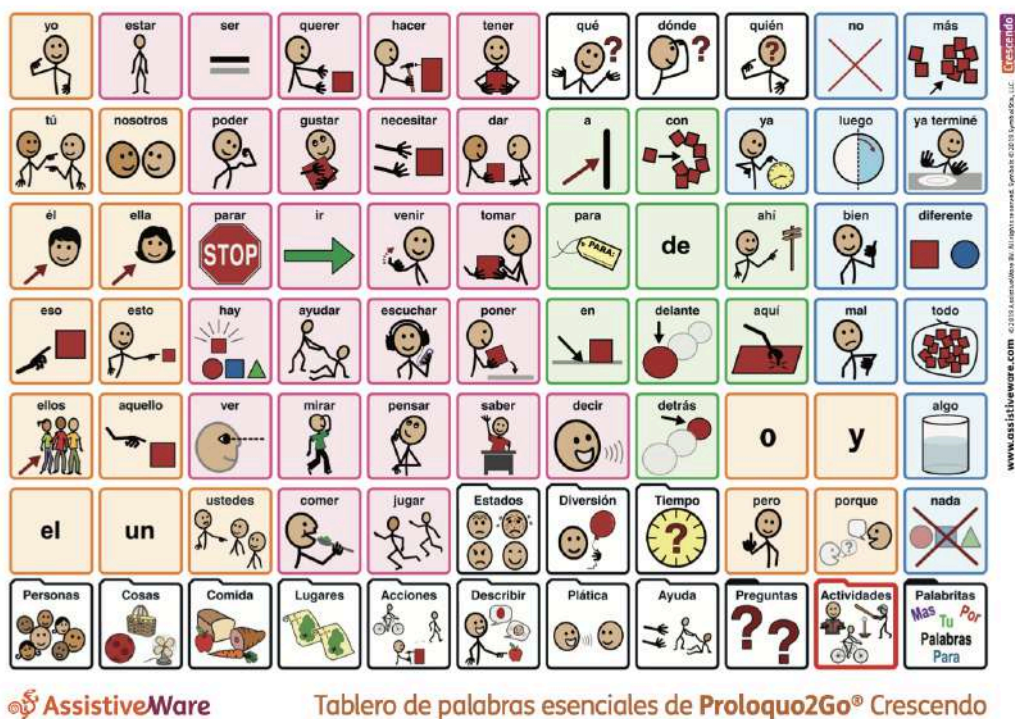 yo estar ser querer hacer tener qué dónde quién no más
tú nosotros poder gustar necesitar dar a con ya luego ya terminé
él ella parar ir venir tomar para de ahí bien diferente
STOP
PARA:
eso esto hay ayudar escuchar poner en delante aquí mal todo
ellos aquello ver mirar pensar saber decir detrás o y algo
el un ustedes comer jugar Estados Diversión Tiempo pero porque nada
Personas Cosas Comida Lugares Acciones Describir Plática Ayuda Preguntas Actividades Palabritas
Mas Tu Por
Palabras
Para
AssistiveWare
Tablero de palabras esenciales de Proloquo2Go® Crescendo
Crescendo
www.assistiveware.com